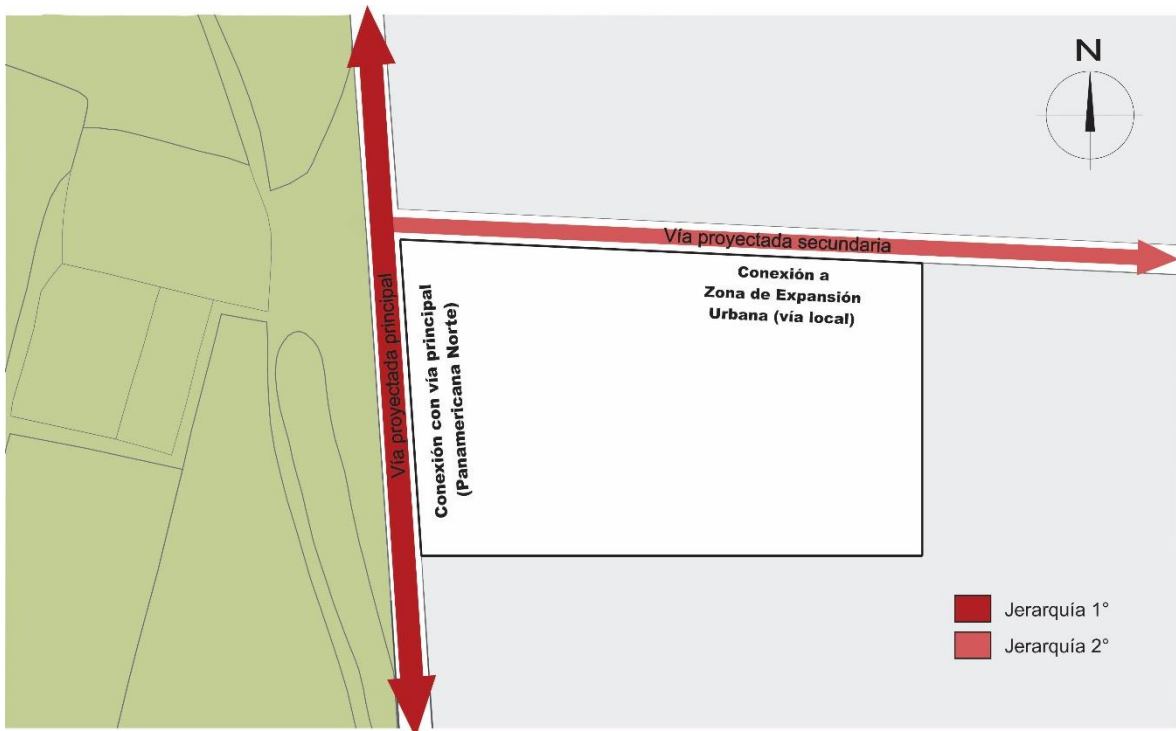 N
Vía proyectada secundaria
Conexión a
Zona de Expansión
Urbana (vía local)
Vía proyectada principal
Conexión con vía principal
(Panamericana Norte)
Jerarquía 1°
Jerarquía 2°